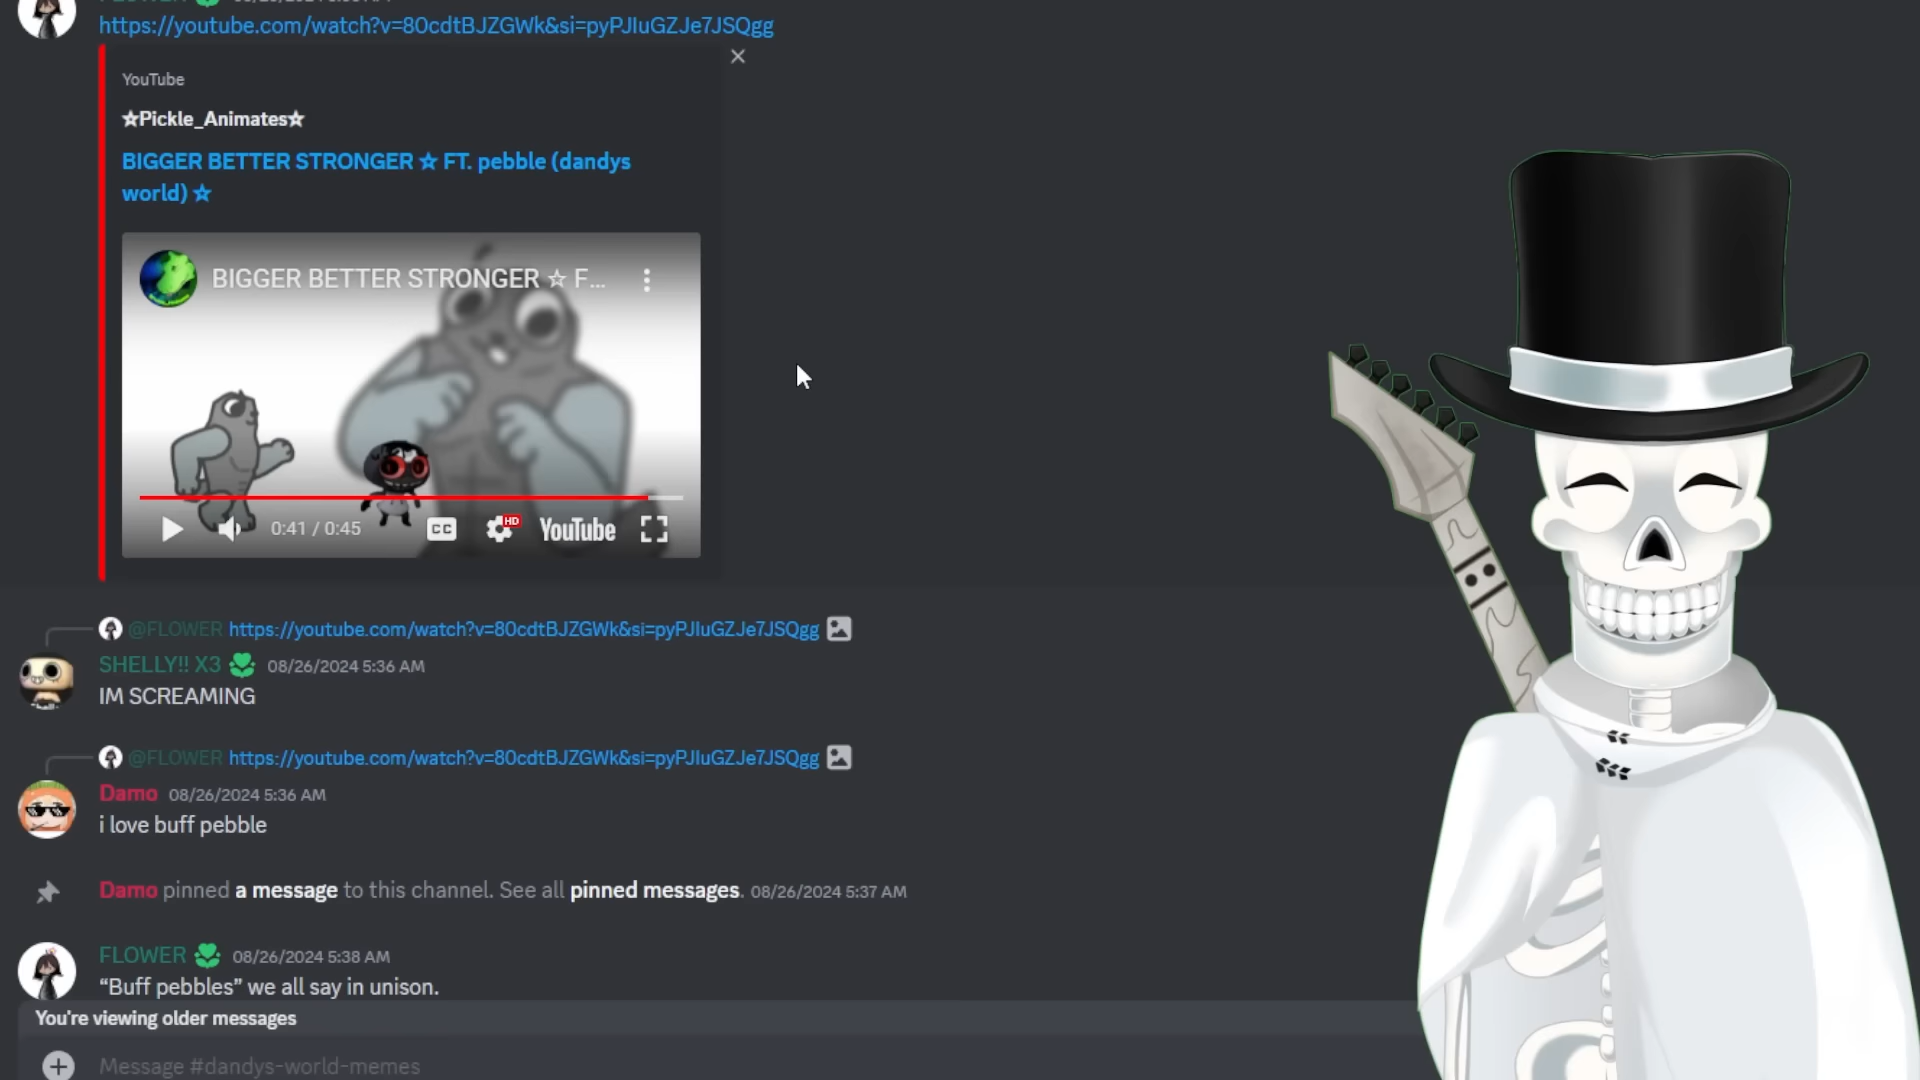 https://youtube.com/watch?v=80cdtBJZGWk&si=pyPJIuGZJe7JSQgg
YouTube
☆Pickle_Animates☆
BIGGER BETTER STRONGER ☆ FT. pebble (dandys
world) ☆
BIGGER BETTER STRONGER ☆ F...
0:41 / 0:45
CC
HD
YouTube
@FLOWER https://youtube.com/watch?v=80cdtBJZGWk&si=pyPJIuGZJe7JSQgg
SHELLY!! X3 08/26/2024 5:36 AM
IM SCREAMING
@FLOWER https://youtube.com/watch?v=80cdtBJZGWk&si=pyPJIuGZJe7JSQgg
Damo 08/26/2024 5:36 AM
i love buff pebble
Damo pinned a message to this channel. See all pinned messages. 08/26/2024 5:37 AM
FLOWER 08/26/2024 5:38 AM
“Buff pebbles” we all say in unison.
You're viewing older messages
Message #dandys-world-memes